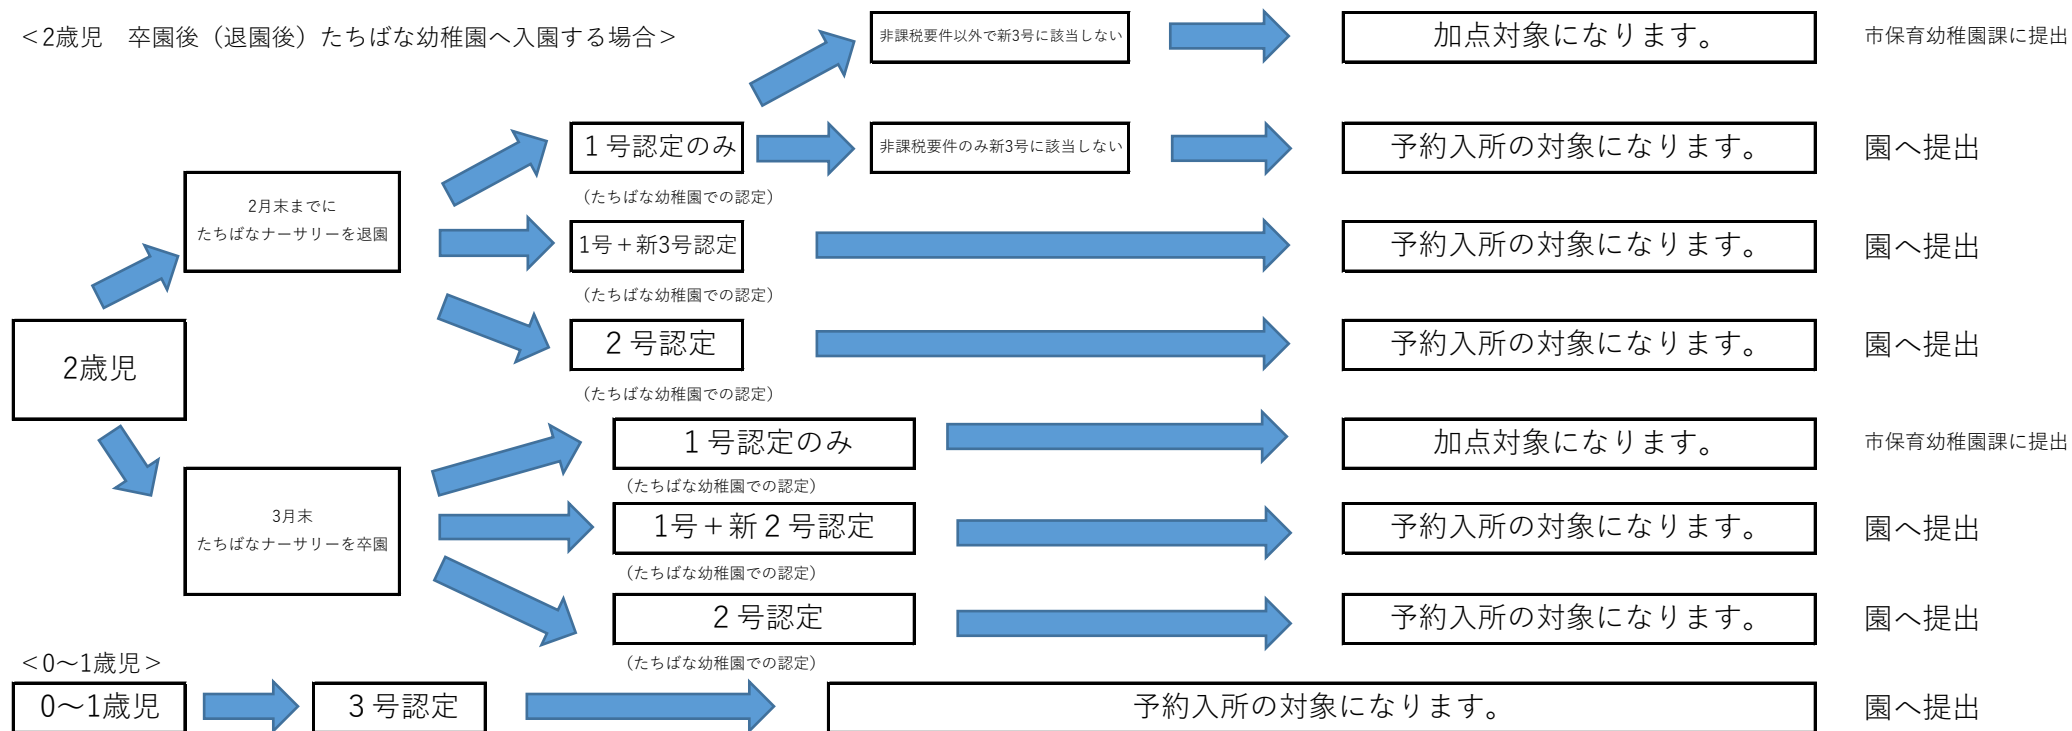 ＜2歳児　卒園後（退園後）たちばな幼稚園へ入園する場合＞
非課税要件以外で新3号に該当しない
加点対象になります。
市保育幼稚園課に提出
１号認定のみ
（たちばな幼稚園での認定）
非課税要件のみ新3号に該当しない
予約入所の対象になります。
園へ提出
2月末までに
たちばなナーサリーを退園
1号＋新3号認定
（たちばな幼稚園での認定）
予約入所の対象になります。
園へ提出
２号認定
（たちばな幼稚園での認定）
予約入所の対象になります。
園へ提出
2歳児
１号認定のみ
（たちばな幼稚園での認定）
加点対象になります。
市保育幼稚園課に提出
3月末
たちばなナーサリーを卒園
1号＋新２号認定
（たちばな幼稚園での認定）
予約入所の対象になります。
園へ提出
２号認定
（たちばな幼稚園での認定）
予約入所の対象になります。
園へ提出
＜0～1歳児＞
0～1歳児
３号認定
予約入所の対象になります。
園へ提出